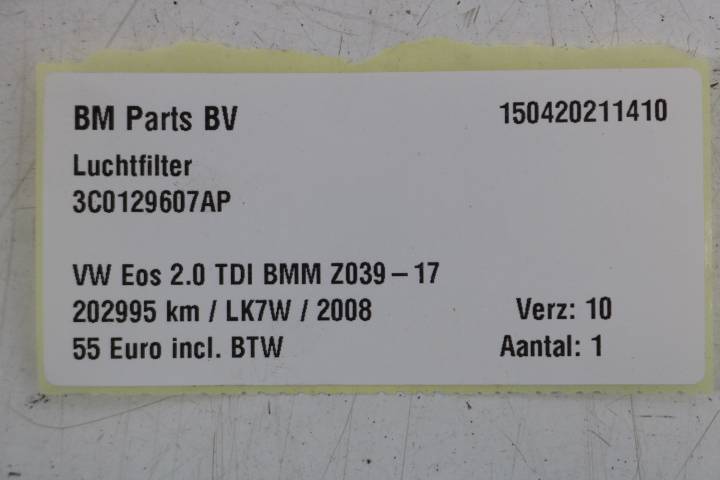 BM Parts BV 150420211410
Luchtfilter
3C0129607AP
VW Eos 2.0 TDI BMM Z039 – 17
202995 km / LK7W / 2008 Verz: 10
55 Euro incl. BTW Aantal: 1